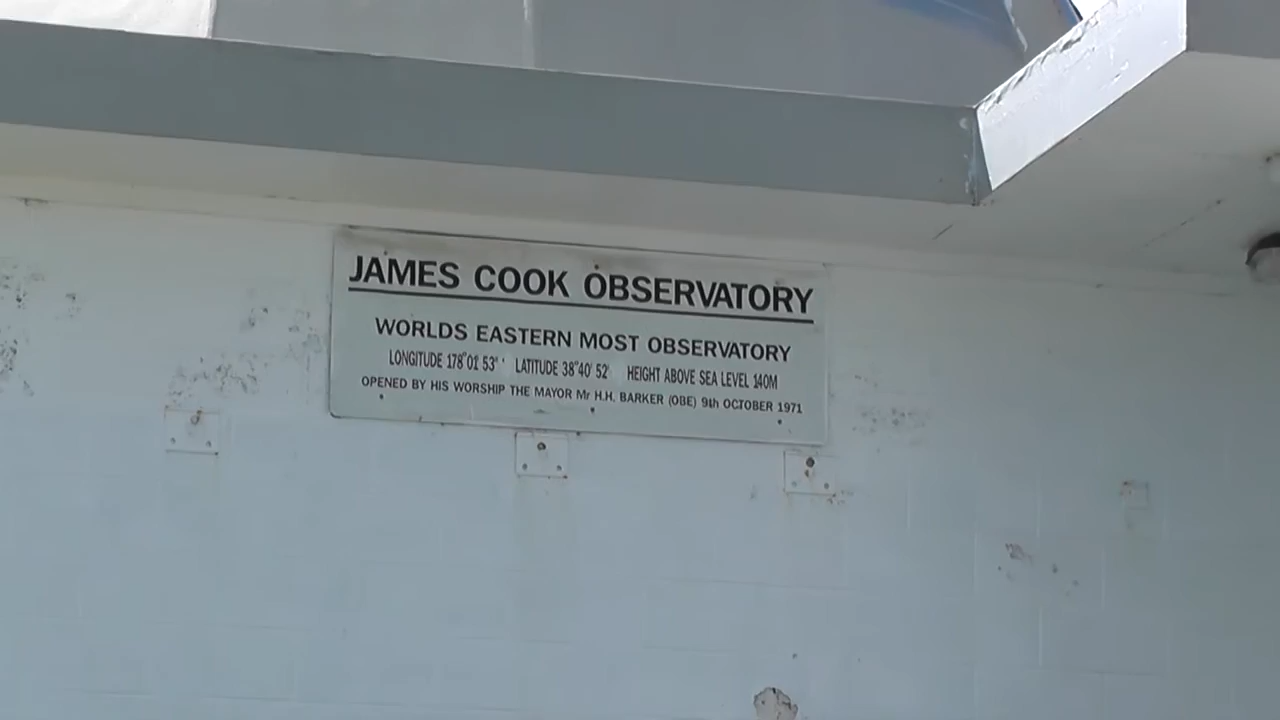 JAMES COOK OBSERVATORY
WORLDS EASTERN MOST OBSERVATORY
LONGITUDE 178°01' 53'' LATITUDE 38°40' 52' HEIGHT ABOVE SEA LEVEL 140M
OPENED BY HIS WORSHIP THE MAYOR Mr H.H. BARKER (OBE) 9th OCTOBER 1971